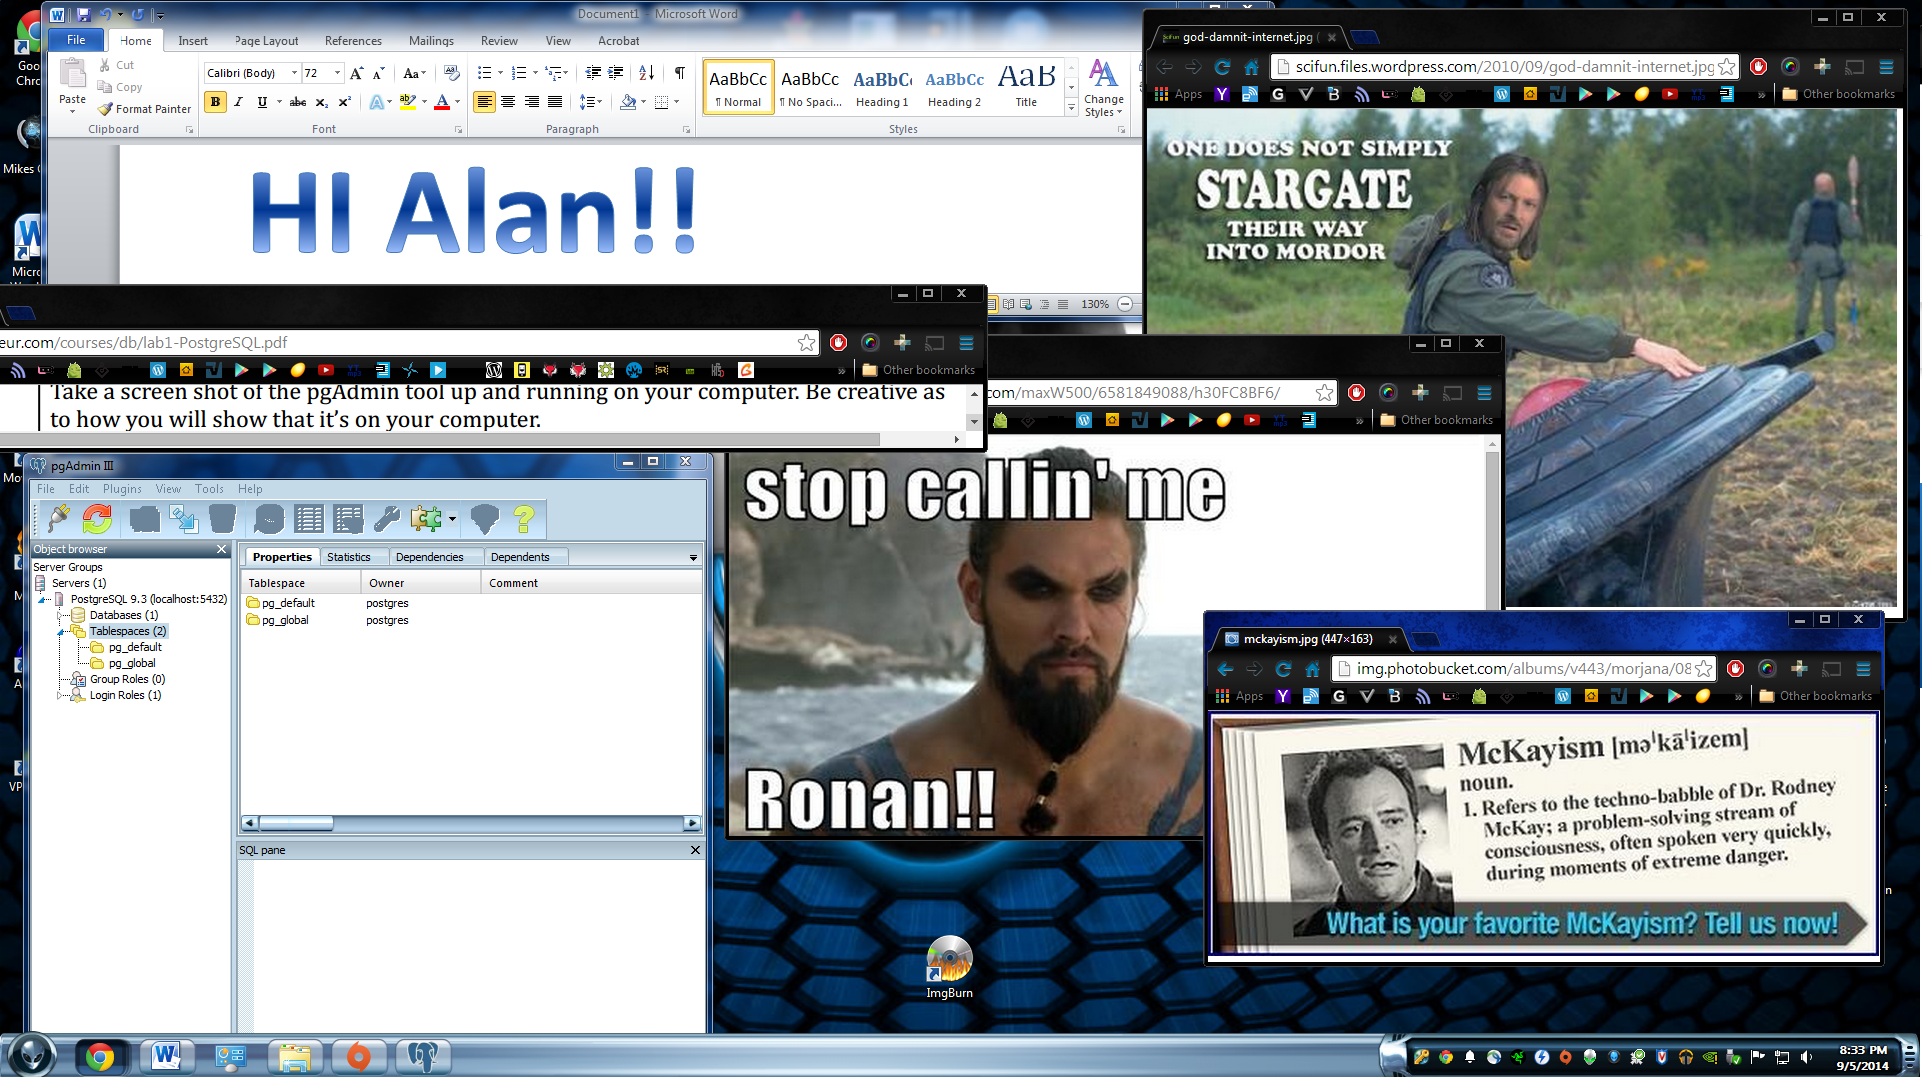 Document1 - Microsoft Word
File Home Insert Page Layout References Mailings Review View Acrobat
Paste
Cut
Copy
Format Painter
Clipboard
Calibri (Body) 72
Font
Paragraph
AaBbCc AaBbCc AaBbCc AaBbCc AaB
¶ Normal ¶ No Spaci... Heading 1 Heading 2 Title
Change
Styles
Styles
HI Alan!!
130%
Goo
Chro
Mikes
Micro
god-damnit-internet.jpg (
scifun.files.wordpress.com/2010/09/god-damnit-internet.jpg
Apps
Other bookmarks
ONE DOES NOT SIMPLY
STARGATE
THEIR WAY
INTO MORDOR
eur.com/courses/db/lab1-PostgreSQL.pdf
Other bookmarks
Take a screen shot of the pgAdmin tool up and running on your computer. Be creative as
to how you will show that it's on your computer.
com/maxW500/6581849088/h30FC8BF6/
Other bookmarks
stop callin' me
Ronan!!
pgAdmin III
File Edit Plugins View Tools Help
Object browser
Server Groups
Servers (1)
PostgreSQL 9.3 (localhost:5432)
Databases (1)
Tablespaces (2)
pg_default
pg_global
Group Roles (0)
Login Roles (1)
Properties Statistics Dependencies Dependents
Tablespace Owner Comment
pg_default postgres
pg_global postgres
SQL pane
mckayism.jpg (447×163)
img.photobucket.com/albums/v443/morjana/08
Apps
Other bookmarks
McKayism [məˈkāˈizem]
noun.
1. Refers to the techno-babble of Dr. Rodney
McKay; a problem-solving stream of
consciousness, often spoken very quickly,
during moments of extreme danger.
What is your favorite McKayism? Tell us now!
ImgBurn
8:33 PM
9/5/2014